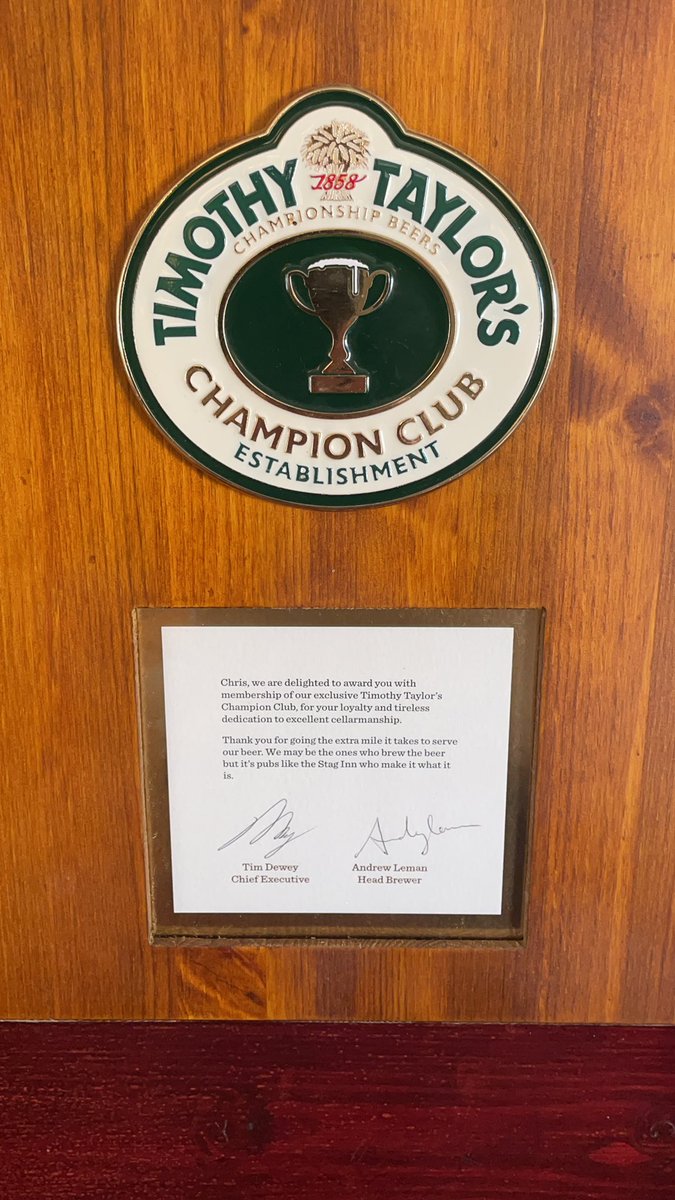 TIMOTHY TAYLOR'S
1858
CHAMPIONSHIP BEERS
CHAMPION CLUB
ESTABLISHMENT
Chris, we are delighted to award you with
membership of our exclusive Timothy Taylor's
Champion Club, for your loyalty and tireless
dedication to excellent cellarmanship.
Thank you for going the extra mile it takes to serve
our beer. We may be the ones who brew the beer
but it's pubs like the Stag Inn who make it what it
is.
Andy Leman
Tim Dewey
Andrew Leman
Chief Executive
Head Brewer